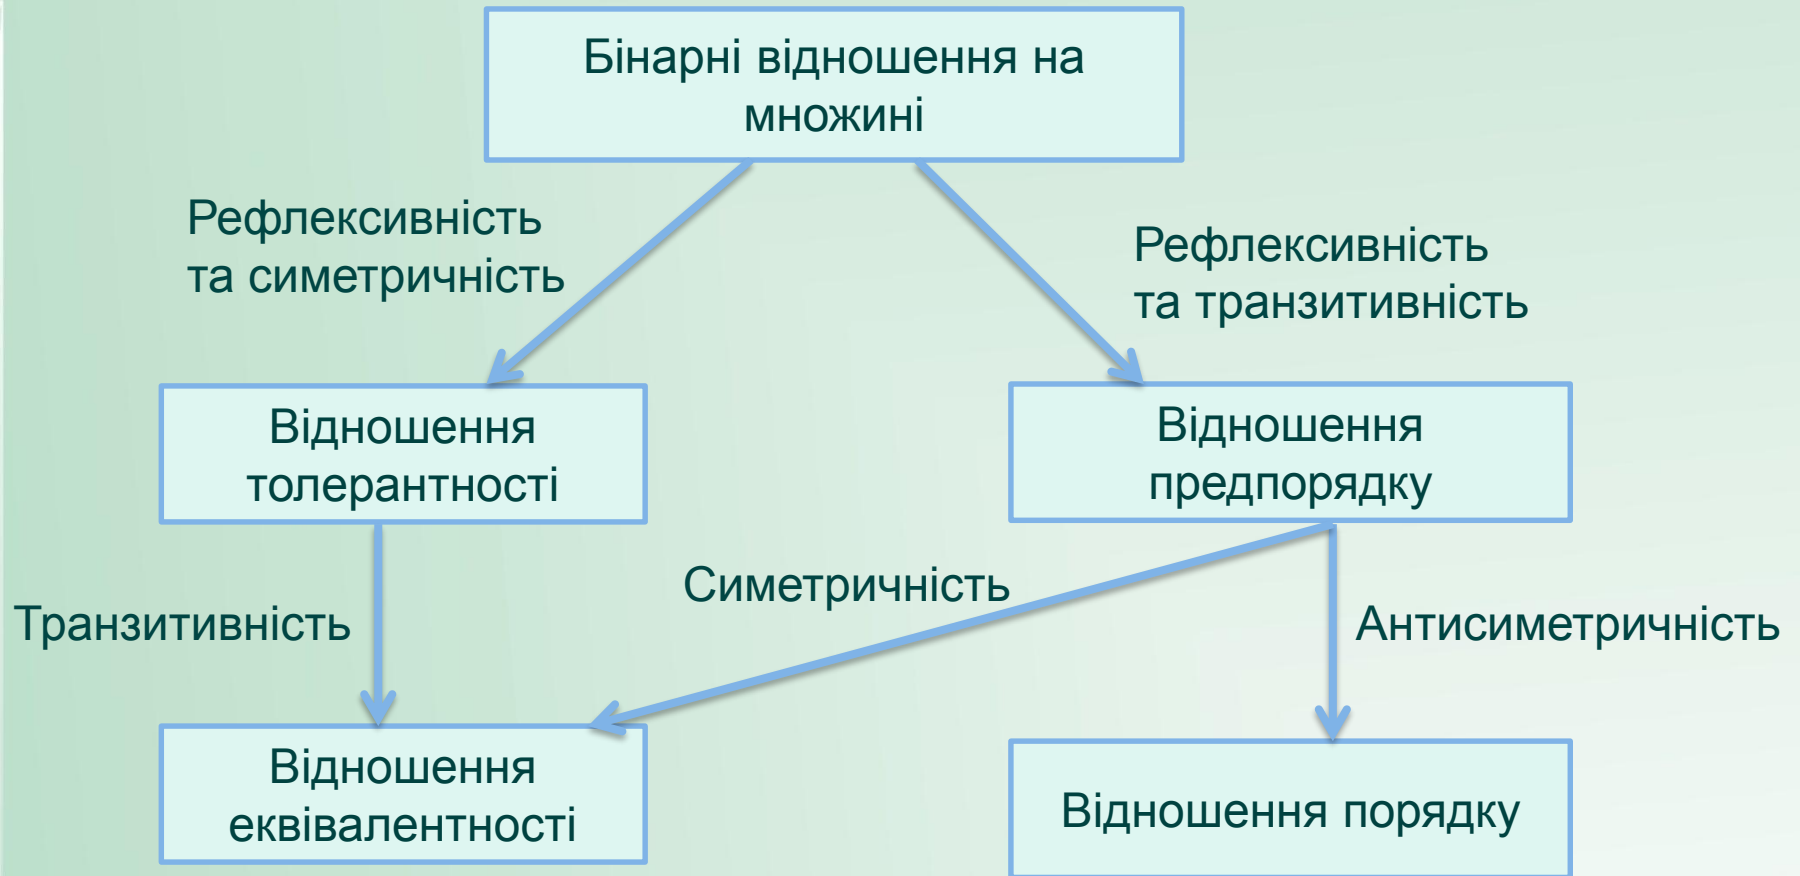 Бінарні відношення на
множині
Рефлексивність
та симетричність
Рефлексивність
та транзитивність
Відношення
толерантності
Відношення
предпорядку
Симетричність
Транзитивність
Антисиметричність
Відношення
еквівалентності
Відношення порядку